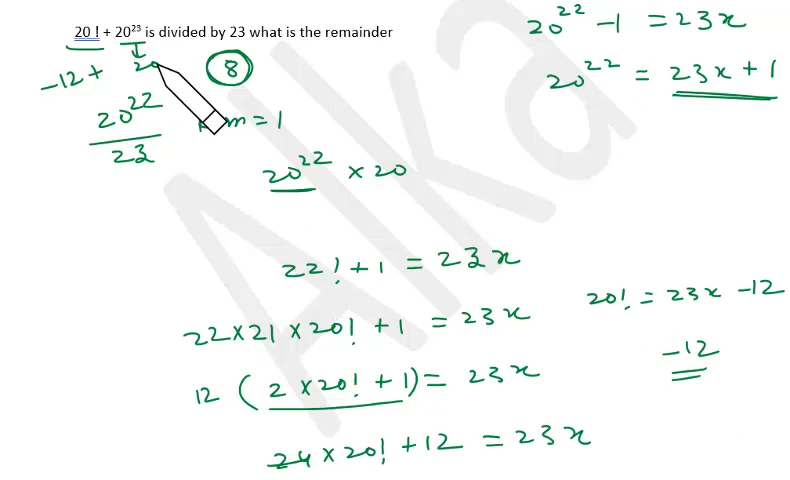 20 ! + 20²³ is divided by 23 what is the remainder
-12 + 20
8
20²² - 1 = 23x
20²² = 23x + 1
20²²
23
m = 1
20²² × 20
22! + 1 = 23x
22 × 21 × 20! + 1 = 23x
20! = 23x - 12
-12
12 ( 2 × 20! + 1 ) = 23x
24 × 20! + 12 = 23x
Alka